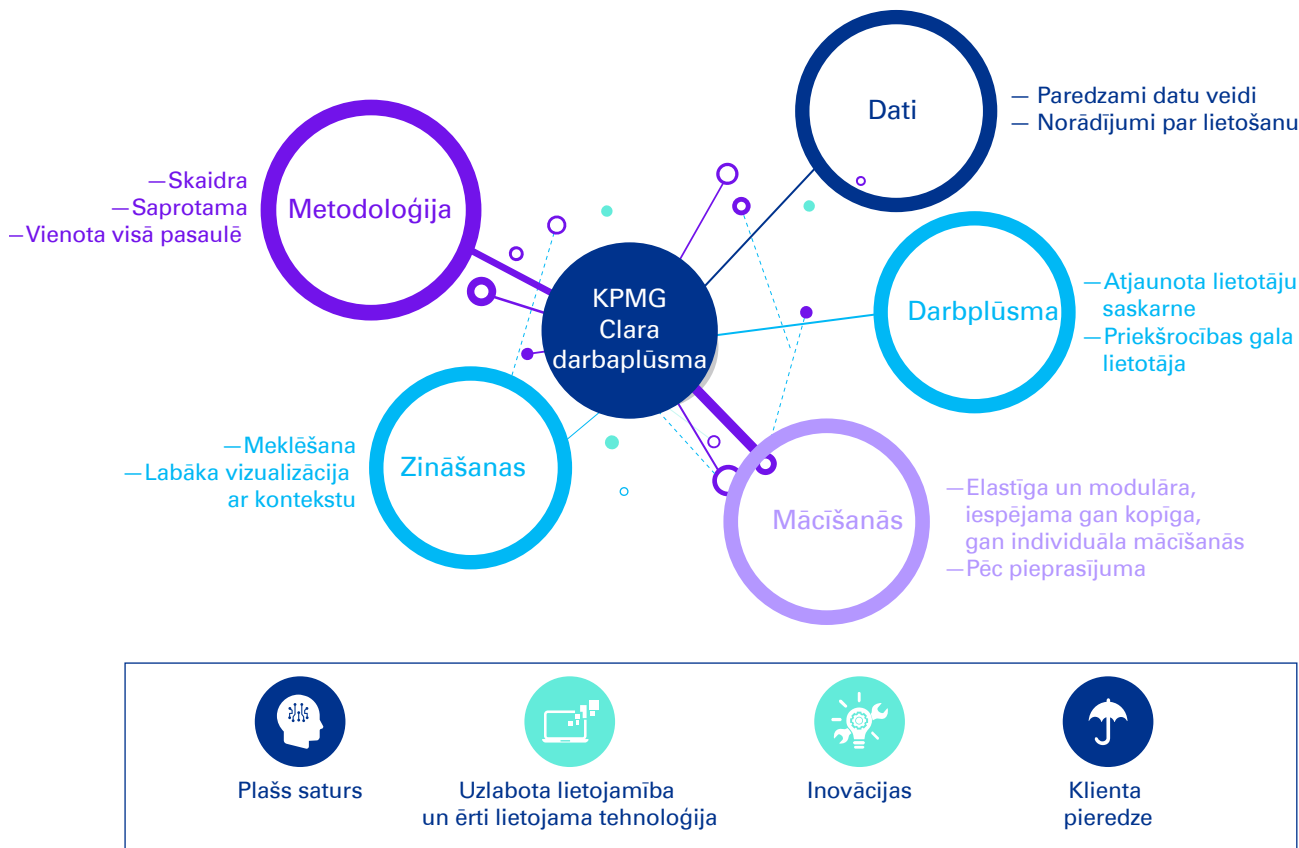 Dati
— Paredzami datu veidi
— Norādījumi par lietošanu
Metodoloģija
—Skaidra
—Saprotama
—Vienota visā pasaulē
KPMG
Clara
darbaplūsma
Darbplūsma
—Atjaunota lietotāju
saskarne
—Priekšrocības gala
lietotāja
Zināšanas
—Meklēšana
—Labāka vizualizācija
ar kontekstu
Mācīšanās
—Elastīga un modulāra,
iespējama gan kopīga,
gan individuāla mācīšanās
—Pēc pieprasījuma
Plašs saturs
Uzlabota lietojamība
un ērti lietojama tehnoloģija
Inovācijas
Klienta
pieredze